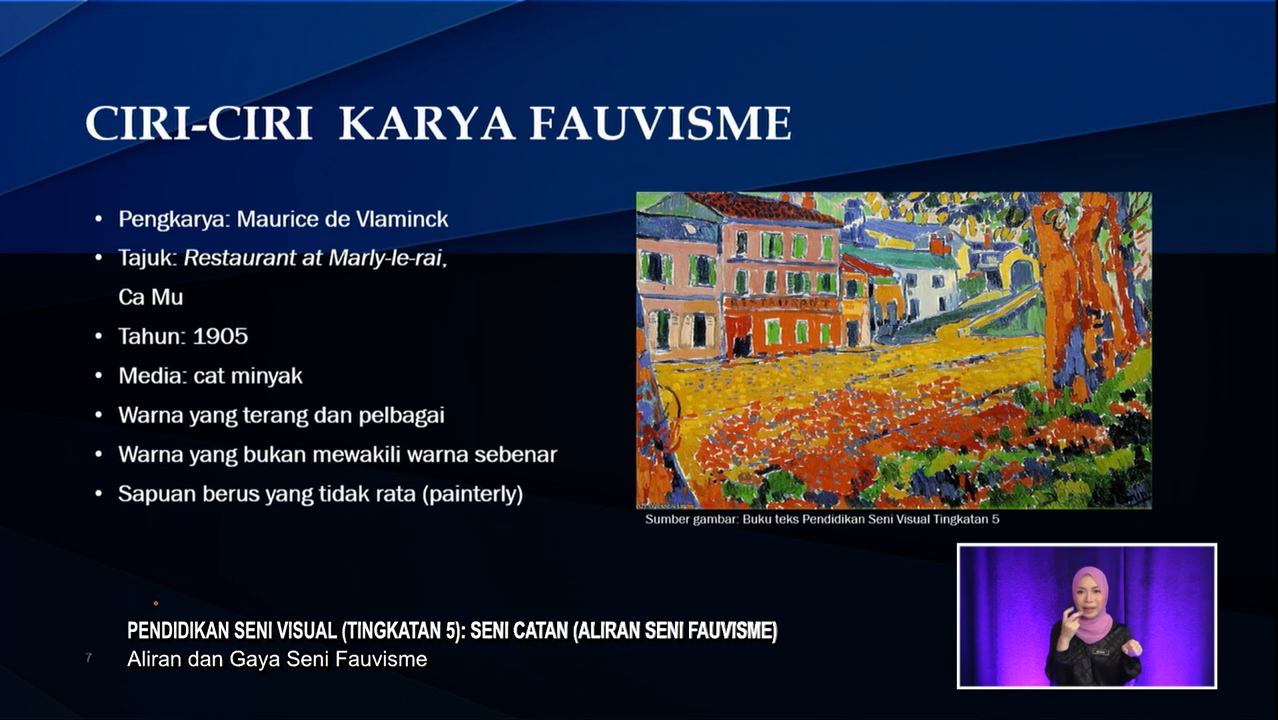 CIRI-CIRI KARYA FAUVISME
• Pengkarya: Maurice de Vlaminck
• Tajuk: Restaurant at Marly-le-rai,
Ca Mu
• Tahun: 1905
• Media: cat minyak
• Warna yang terang dan pelbagai
• Warna yang bukan mewakili warna sebenar
• Sapuan berus yang tidak rata (painterly)
RESTAURANT
Sumber gambar: Buku teks Pendidikan Seni Visual Tingkatan 5
PENDIDIKAN SENI VISUAL (TINGKATAN 5): SENI CATAN (ALIRAN SENI FAUVISME)
7
Aliran dan Gaya Seni Fauvisme